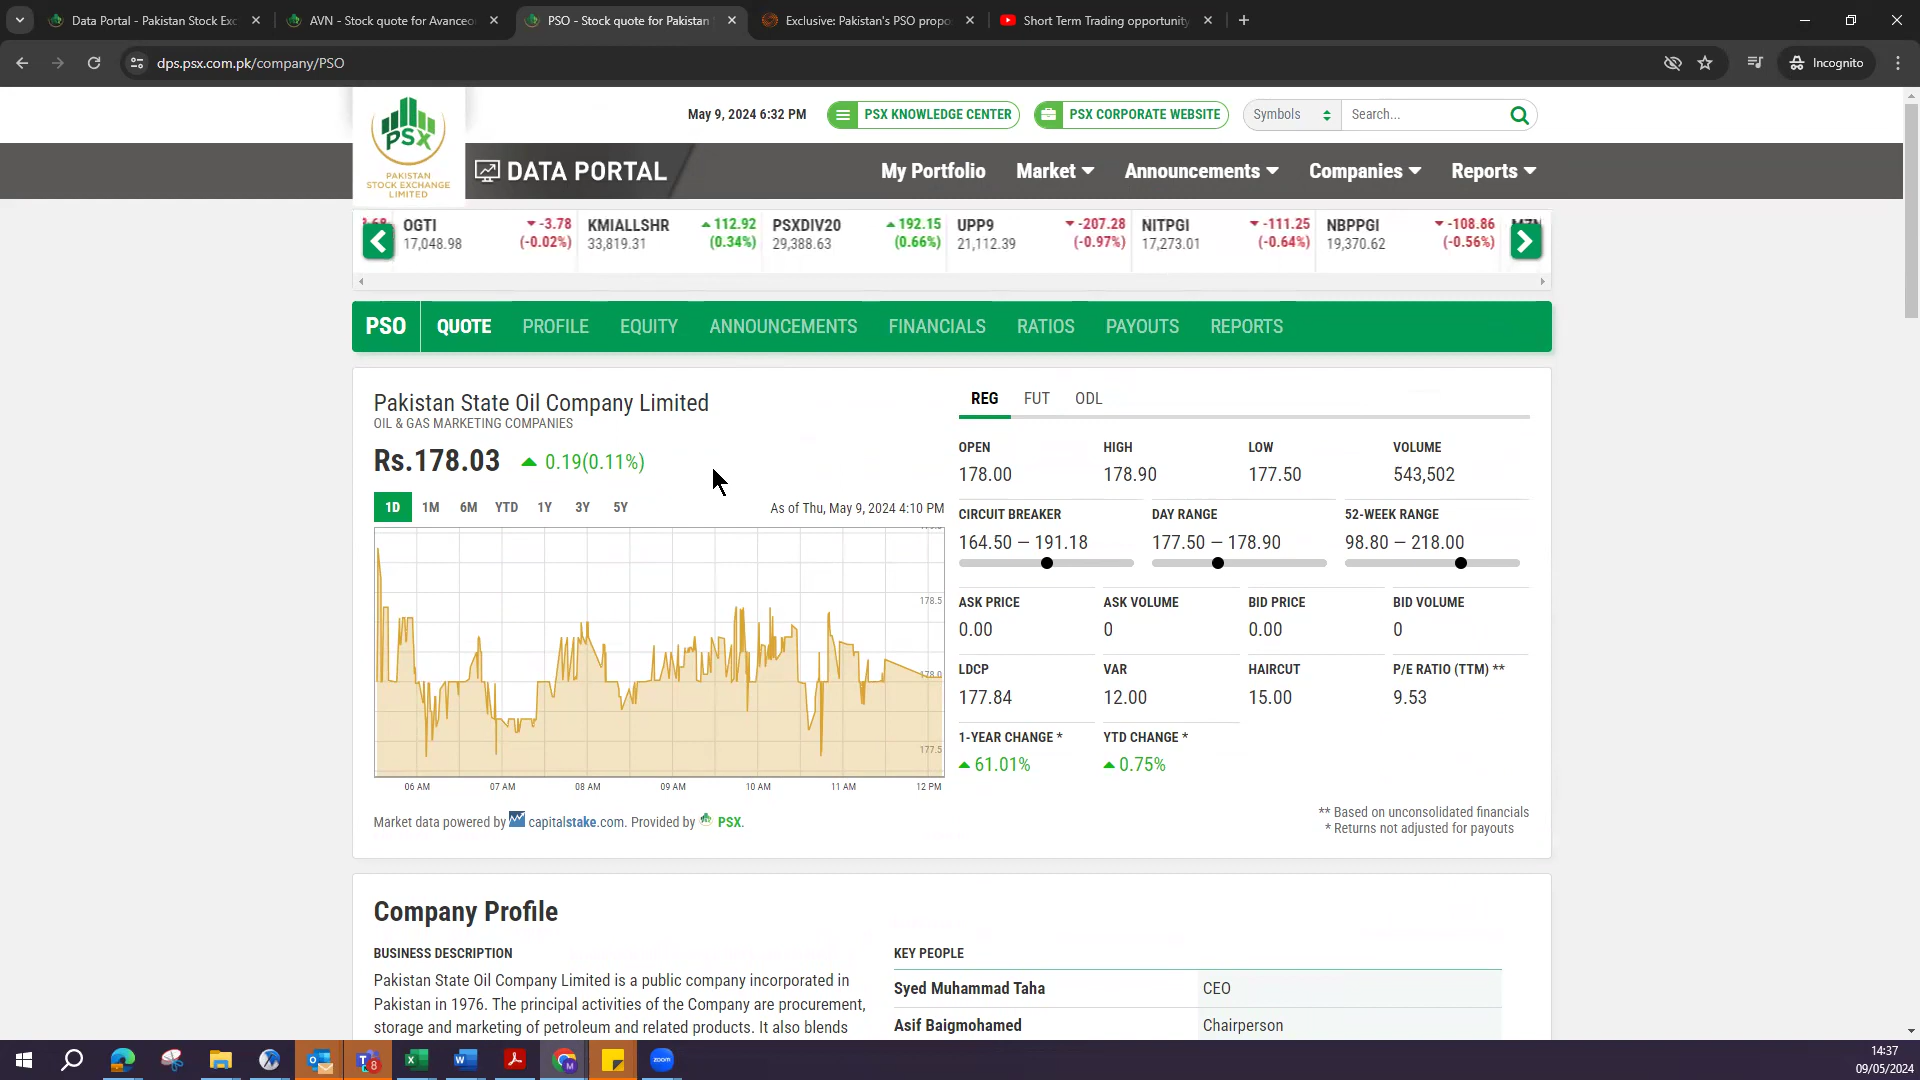 Data Portal - Pakistan Stock Exc
AVN - Stock quote for Avanceo
PSO - Stock quote for Pakistan
Exclusive: Pakistan's PSO propo
Short Term Trading opportunity
dps.psx.com.pk/company/PSO
Incognito
May 9, 2024 6:32 PM
PSX KNOWLEDGE CENTER
PSX CORPORATE WEBSITE
Symbols
Search...
PSX
PAKISTAN
STOCK EXCHANGE
LIMITED
DATA PORTAL
My Portfolio
Market
Announcements
Companies
Reports
OGTI -3.78
17,048.98 (-0.02%)
KMIALLSHR 112.92
33,819.31 (0.34%)
PSXDIV20 192.15
29,388.63 (0.66%)
UPP9 -207.28
21,112.39 (-0.97%)
NITPGI -111.25
17,273.01 (-0.64%)
NBPPGI -108.86
19,370.62 (-0.56%)
PSO QUOTE PROFILE EQUITY ANNOUNCEMENTS FINANCIALS RATIOS PAYOUTS REPORTS
Pakistan State Oil Company Limited
OIL & GAS MARKETING COMPANIES
Rs.178.03 0.19(0.11%)
1D 1M 6M YTD 1Y 3Y 5Y
As of Thu, May 9, 2024 4:10 PM
178.5
178.0
177.5
06 AM 07 AM 08 AM 09 AM 10 AM 11 AM 12 PM
Market data powered by capitalstake.com. Provided by PSX.
REG FUT ODL
OPEN HIGH LOW VOLUME
178.00 178.90 177.50 543,502
CIRCUIT BREAKER DAY RANGE 52-WEEK RANGE
164.50 — 191.18 177.50 — 178.90 98.80 — 218.00
ASK PRICE ASK VOLUME BID PRICE BID VOLUME
0.00 0 0.00 0
LDCP VAR HAIRCUT P/E RATIO (TTM) **
177.84 12.00 15.00 9.53
1-YEAR CHANGE * YTD CHANGE *
61.01% 0.75%
** Based on unconsolidated financials
* Returns not adjusted for payouts
Company Profile
BUSINESS DESCRIPTION
Pakistan State Oil Company Limited is a public company incorporated in
Pakistan in 1976. The principal activities of the Company are procurement,
storage and marketing of petroleum and related products. It also blends
KEY PEOPLE
Syed Muhammad Taha CEO
Asif Baigmohamed Chairperson
14:37
09/05/2024